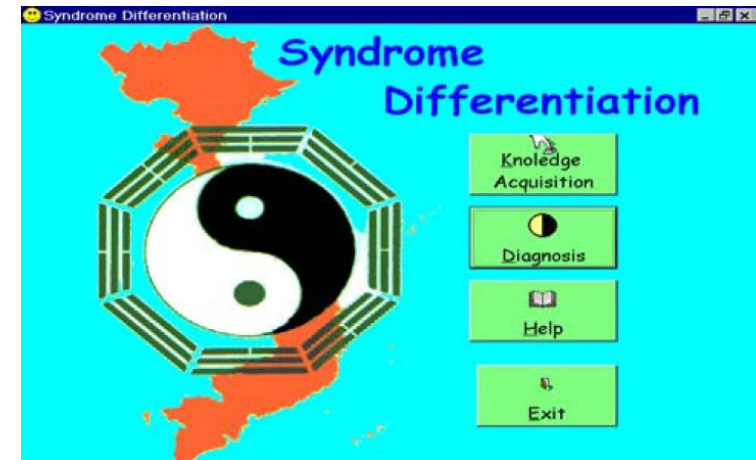 Syndrome Differentiation
Syndrome
Differentiation
Knoledge
Acquisition
Diagnosis
Help
Exit